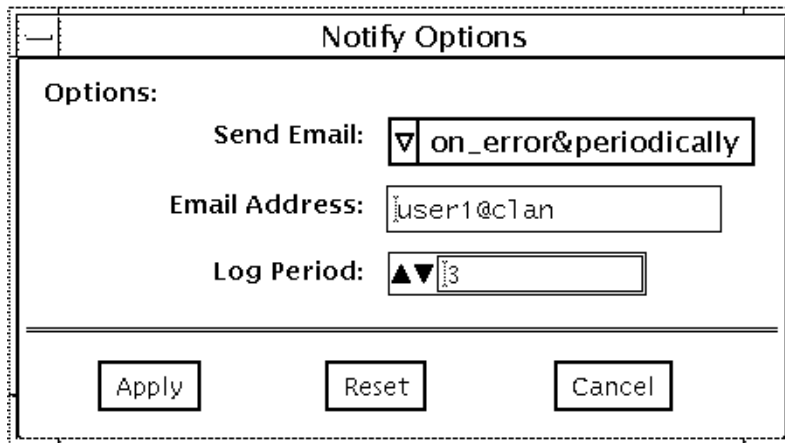 Notify Options
Options:
Send Email: on_error&periodically
Email Address: user1@clan
Log Period: 3
Apply Reset Cancel